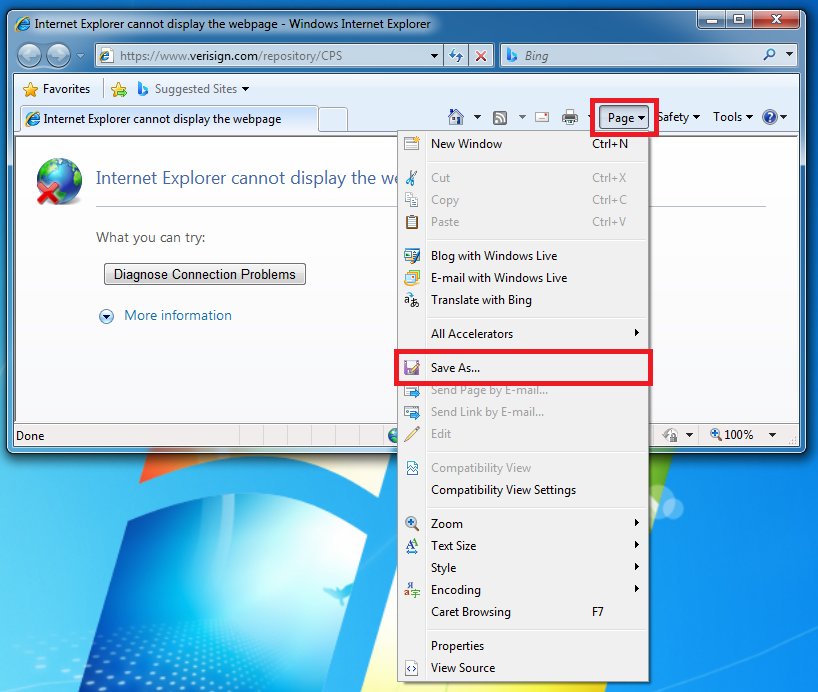 Internet Explorer cannot display the webpage - Windows Internet Explorer
https://www.verisign.com/repository/CPS
Bing
Favorites
Suggested Sites
Internet Explorer cannot display the webpage
Page
Safety
Tools
Internet Explorer cannot display the we
What you can try:
Diagnose Connection Problems
More information
New Window Ctrl+N
Cut Ctrl+X
Copy Ctrl+C
Paste Ctrl+V
Blog with Windows Live
E-mail with Windows Live
Translate with Bing
All Accelerators
Save As...
Send Page by E-mail...
Send Link by E-mail...
Edit
Compatibility View
Compatibility View Settings
Zoom
Text Size
Style
Encoding
Caret Browsing F7
Properties
View Source
Done
100%